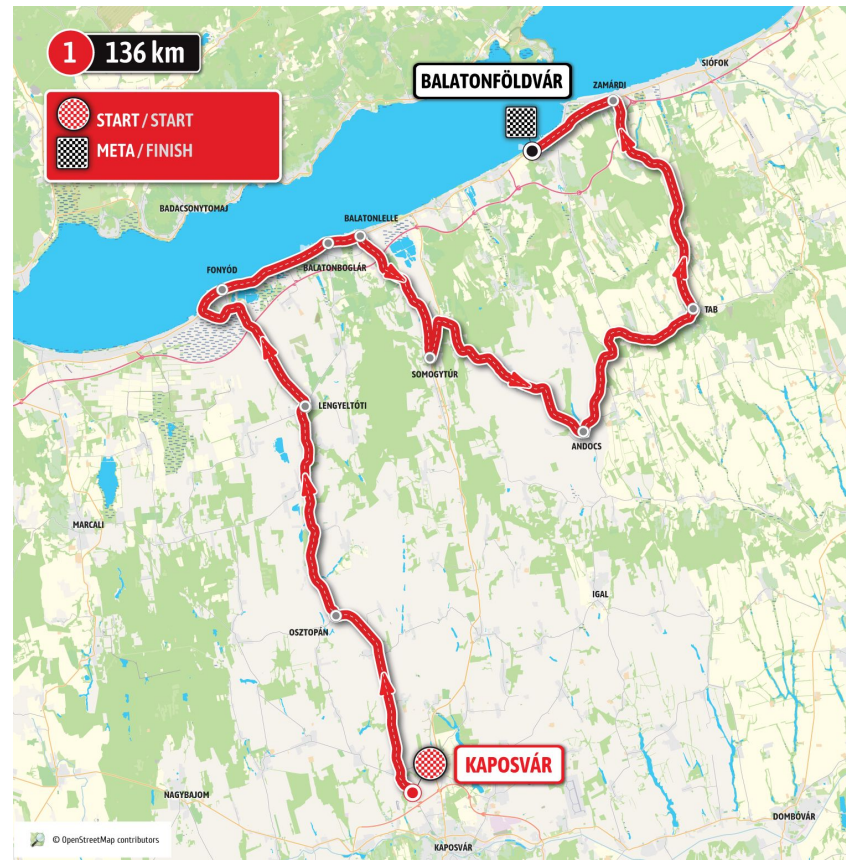 1 136 km
START / START
META / FINISH
BALATONFÖLDVÁR
SIÓFOK
ZAMÁRDI
BADACSONYTOMAJ
BALATONLELLE
FONYÓD
BALATONBOGLÁR
TAB
SOMOGYTÚR
LENGYELTÓTI
ANDOCS
MARCALI
IGAL
OSZTOPÁN
KAPOSVÁR
NAGYBAJOM
DOMBÓVÁR
© OpenStreetMap contributors
KAPOSVÁR